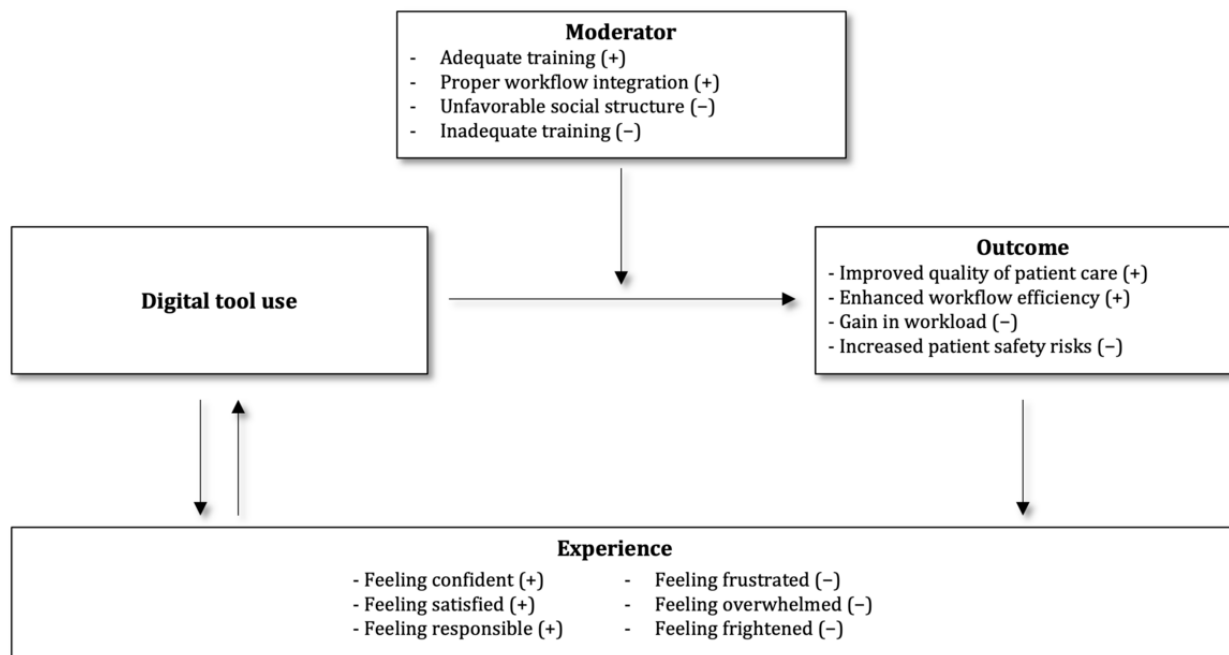 Moderator
- Adequate training (+)
- Proper workflow integration (+)
- Unfavorable social structure (−)
- Inadequate training (−)
Digital tool use
Outcome
- Improved quality of patient care (+)
- Enhanced workflow efficiency (+)
- Gain in workload (−)
- Increased patient safety risks (−)
Experience
- Feeling confident (+)
- Feeling satisfied (+)
- Feeling responsible (+)
- Feeling frustrated (−)
- Feeling overwhelmed (−)
- Feeling frightened (−)